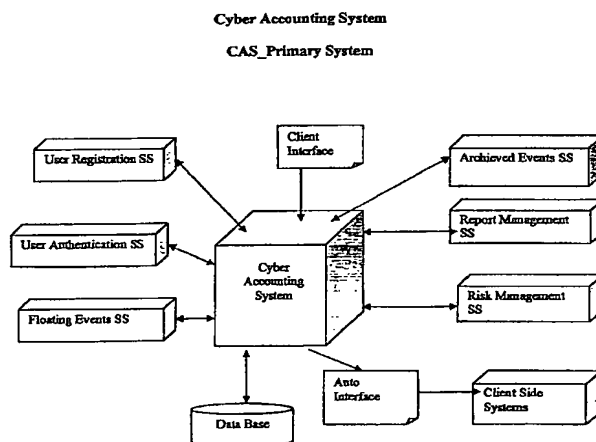 Cyber Accounting System
CAS_Primary System
Client
Interface
User Registration SS
Archieved Events SS
Report Management
SS
User Authentication SS
Cyber
Accounting
System
Risk Management
SS
Floating Events SS
Auto
Interface
Client Side
Systems
Data Base